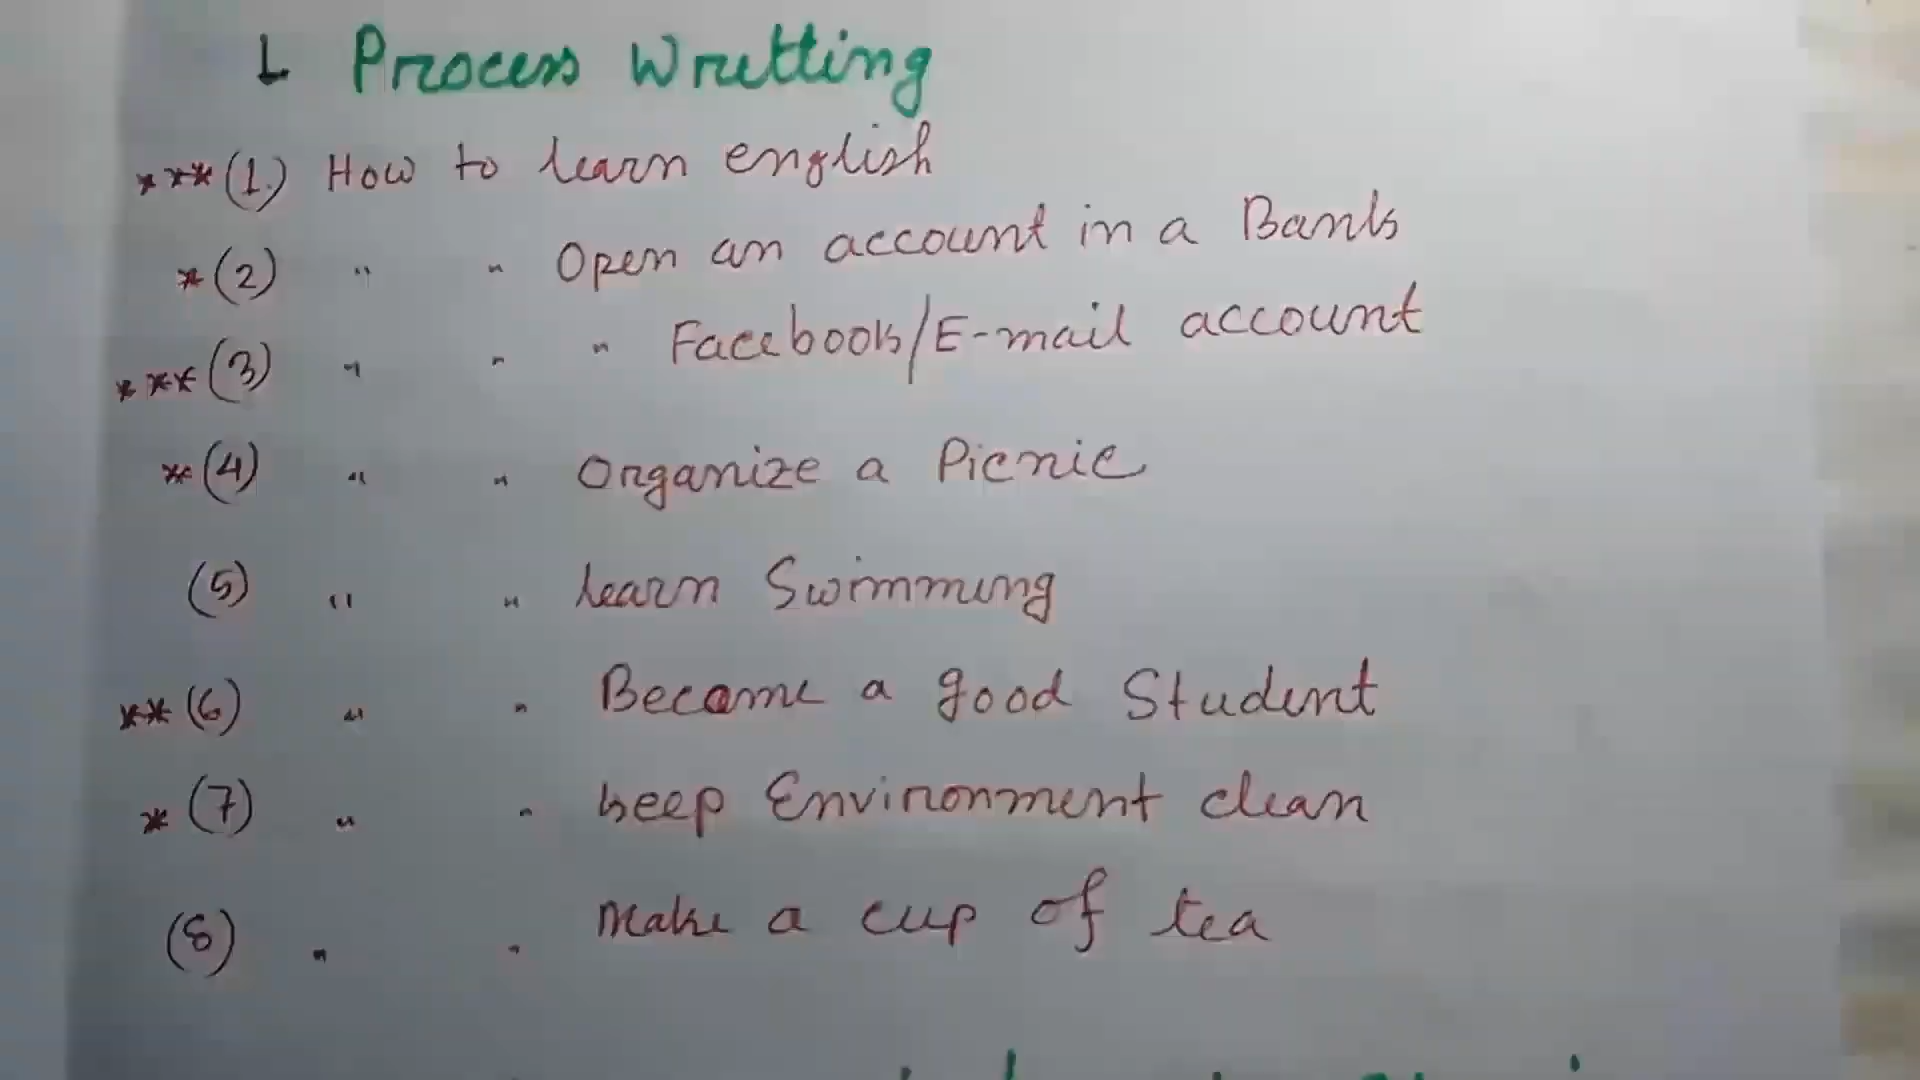 L Process Writting
***(1.) How to learn english
*(2) " " Open an account in a Bank
***(3) " " " Facebook/E-mail account
*(4) " " Organize a Picnic
(5) " " learn Swimming
**(6) " " Become a good Student
*(7) " " keep Environment clean
(8) " " Make a cup of tea